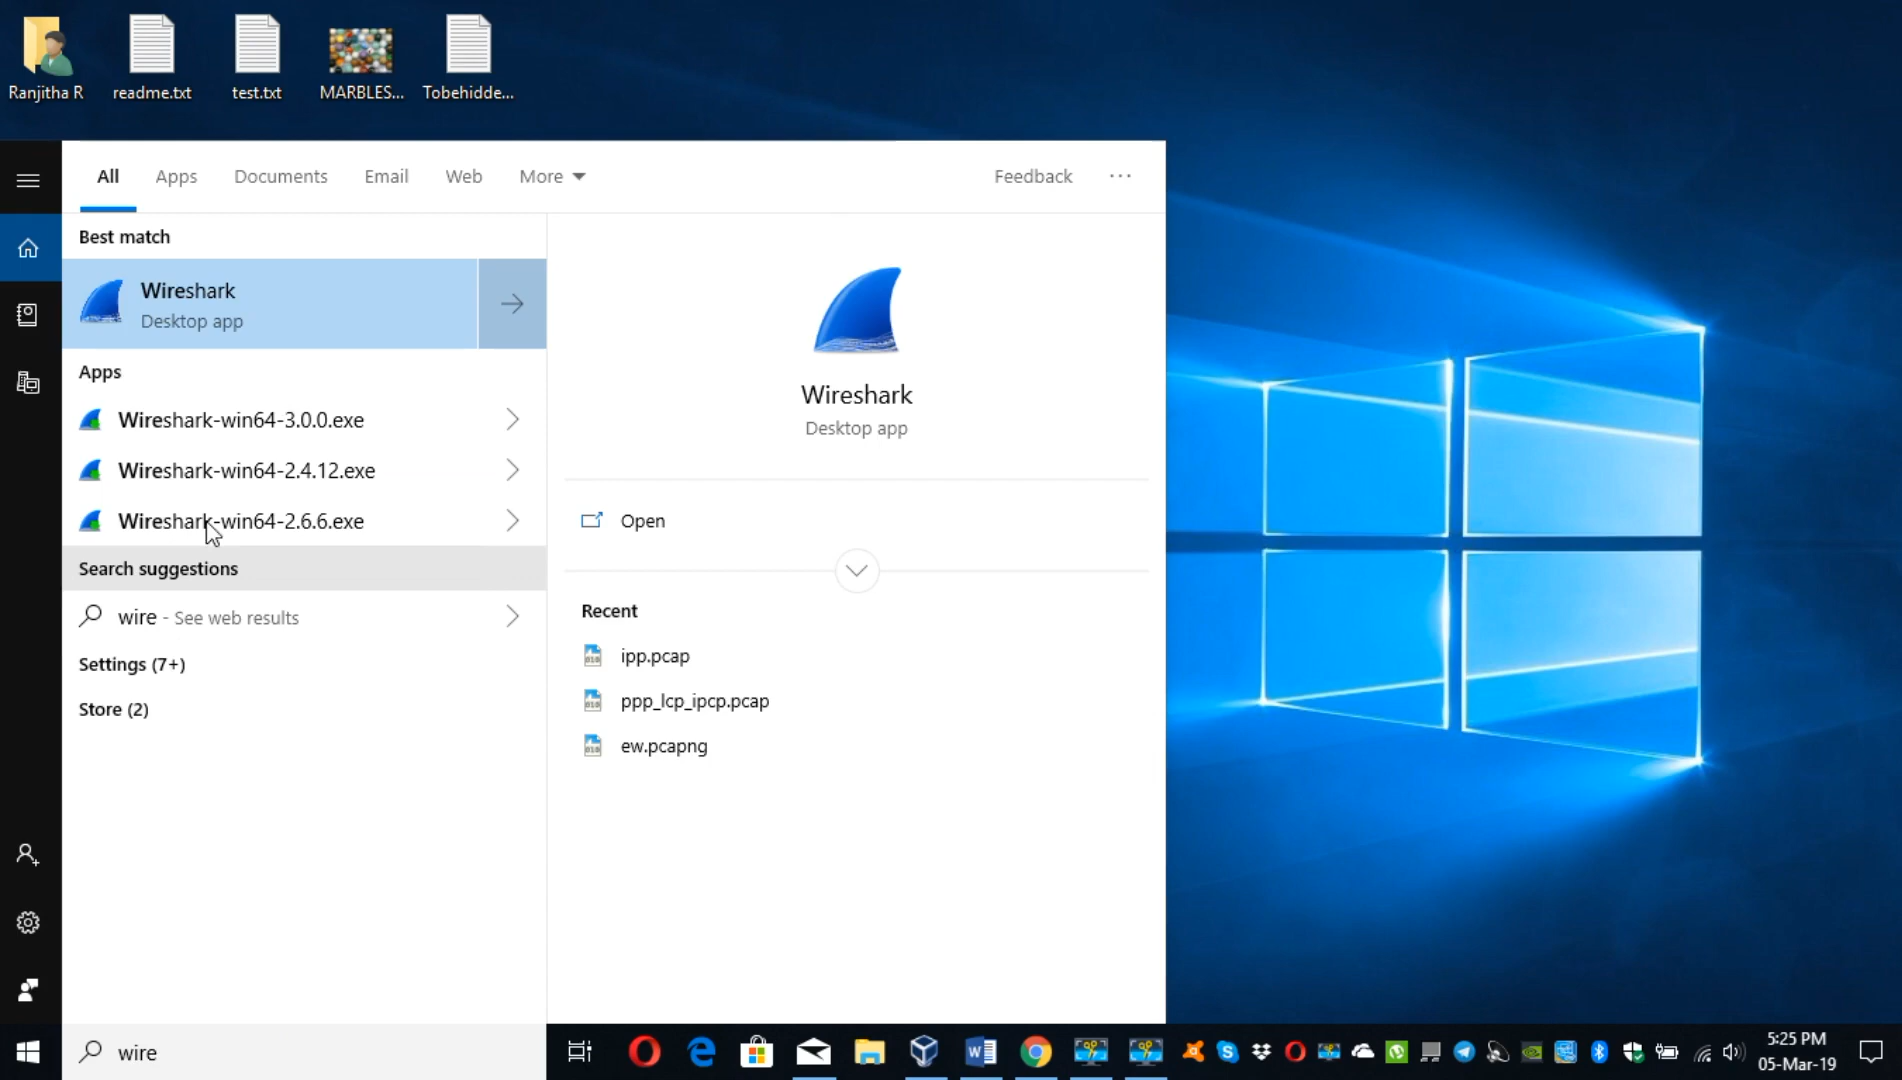 Ranjitha R
readme.txt
test.txt
MARBLES...
Tobehidde...
All
Apps
Documents
Email
Web
More
Feedback
Best match
Wireshark
Desktop app
Apps
Wireshark-win64-3.0.0.exe
Wireshark-win64-2.4.12.exe
Wireshark-win64-2.6.6.exe
Search suggestions
wire - See web results
Settings (7+)
Store (2)
Wireshark
Desktop app
Open
Recent
ipp.pcap
ppp_lcp_ipcp.pcap
ew.pcapng
wire
5:25 PM
05-Mar-19